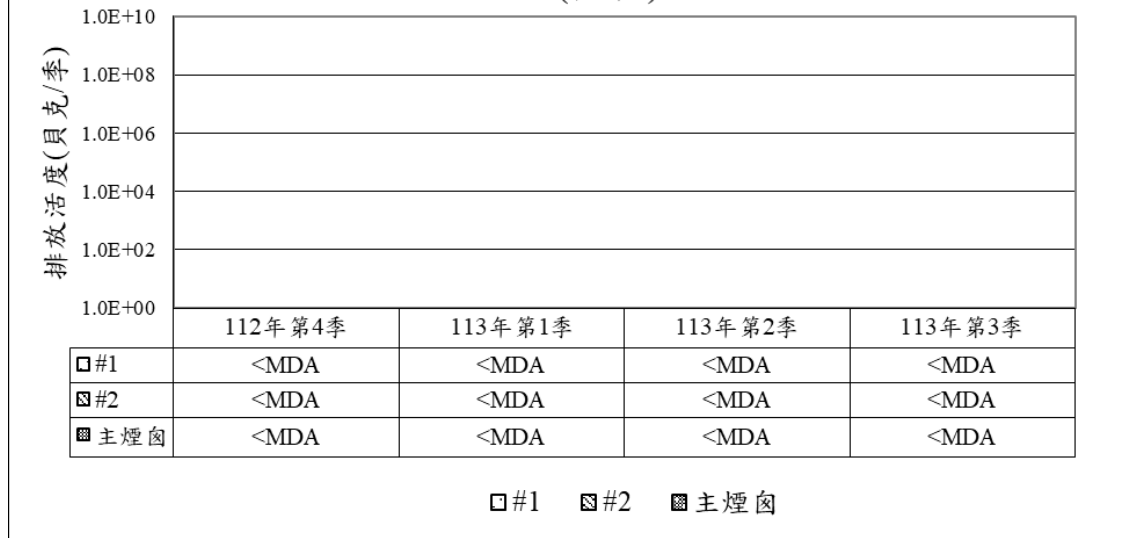 1.0E+10
1.0E+08
1.0E+06
1.0E+04
1.0E+02
1.0E+00
排放活度(貝克/季)
112年第4季 113年第1季 113年第2季 113年第3季
#1 <MDA <MDA <MDA <MDA
#2 <MDA <MDA <MDA <MDA
主煙囪 <MDA <MDA <MDA <MDA
#1 #2 主煙囪